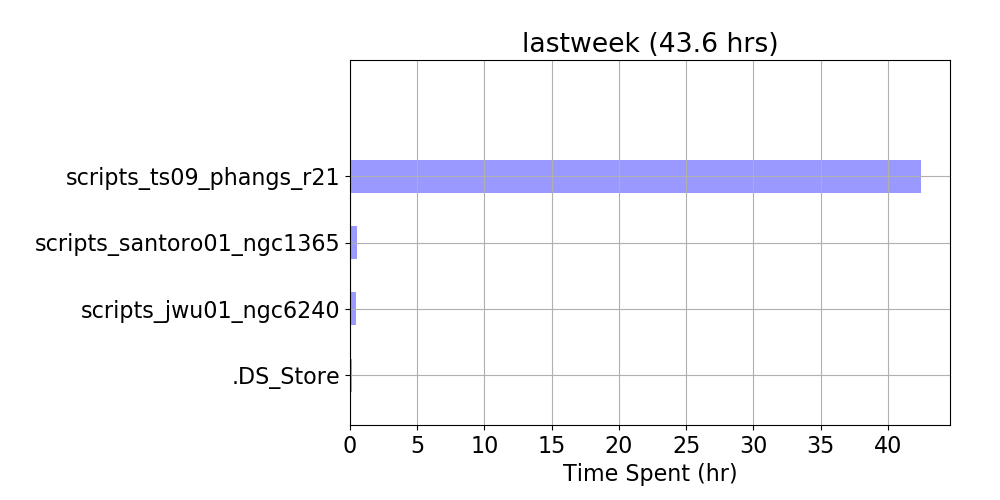 lastweek (43.6 hrs)
scripts_ts09_phangs_r21
scripts_santoro01_ngc1365
scripts_jwu01_ngc6240
.DS_Store
0 5 10 15 20 25 30 35 40
Time Spent (hr)